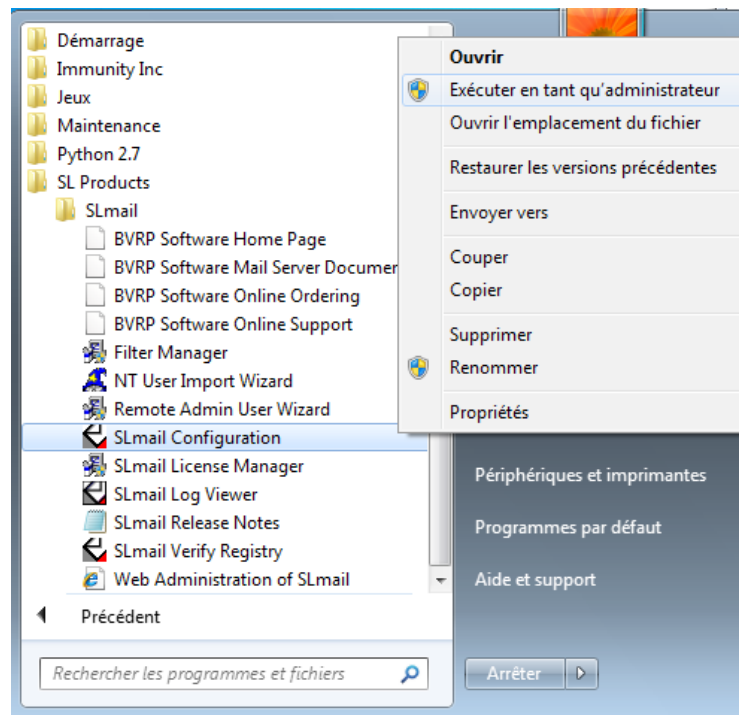 Démarrage
Immunity Inc
Jeux
Maintenance
Python 2.7
SL Products
SLmail
BVRP Software Home Page
BVRP Software Mail Server Documer
BVRP Software Online Ordering
BVRP Software Online Support
Filter Manager
NT User Import Wizard
Remote Admin User Wizard
SLmail Configuration
SLmail License Manager
SLmail Log Viewer
SLmail Release Notes
SLmail Verify Registry
Web Administration of SLmail
Précédent
Rechercher les programmes et fichiers
Ouvrir
Exécuter en tant qu'administrateur
Ouvrir l'emplacement du fichier
Restaurer les versions précédentes
Envoyer vers
Couper
Copier
Supprimer
Renommer
Propriétés
Périphériques et imprimantes
Programmes par défaut
Aide et support
Arrêter